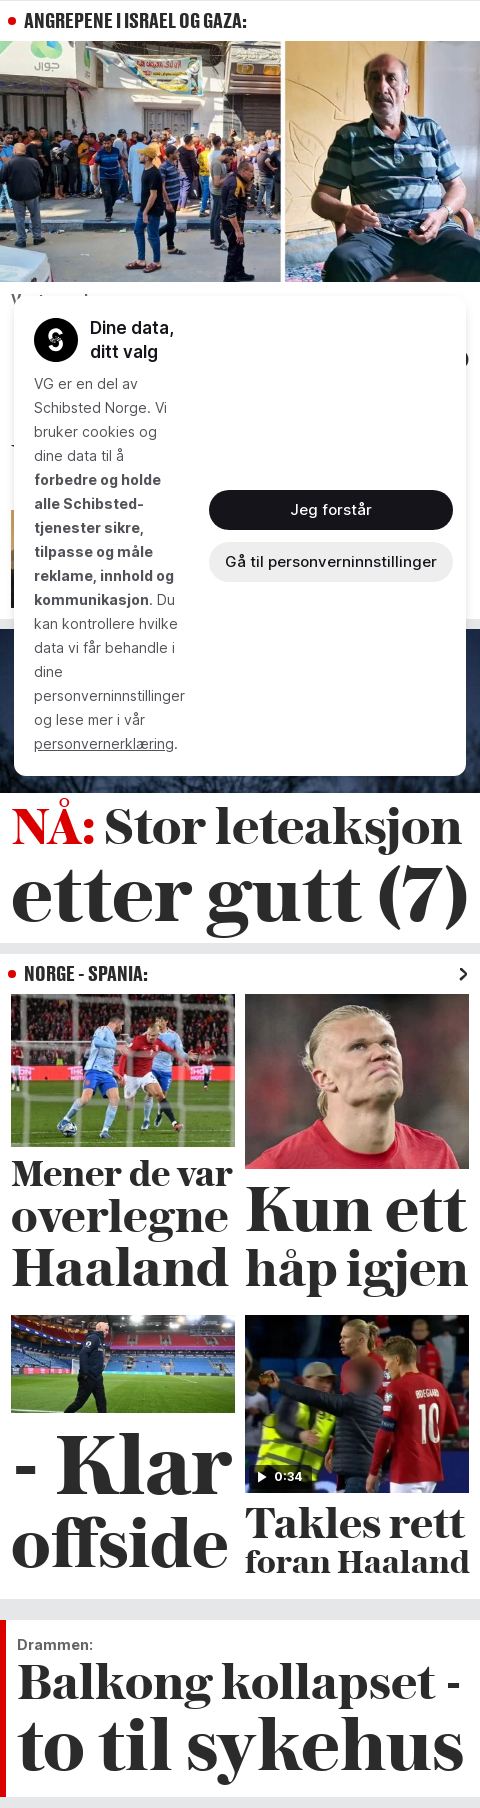 ANGREPENE I ISRAEL OG GAZA:
جوال
Dine data,
ditt valg
VG er en del av
Schibsted Norge. Vi
bruker cookies og
dine data til å
forbedre og holde
alle Schibsted-
tjenester sikre,
tilpasse og måle
reklame, innhold og
kommunikasjon. Du
kan kontrollere hvilke
data vi får behandle i
dine
personverninnstillinger
og lese mer i vår
personvernerklæring.
Jeg forstår
Gå til personverninnstillinger
NÅ: Stor leteaksjon
etter gutt (7)
NORGE - SPANIA:
Mener de var
overlegne
Haaland
Kun ett
håp igjen
- Klar
offside
ØDEGAARD
10
0:34
Takles rett
foran Haaland
Drammen:
Balkong kollapset -
to til sykehus